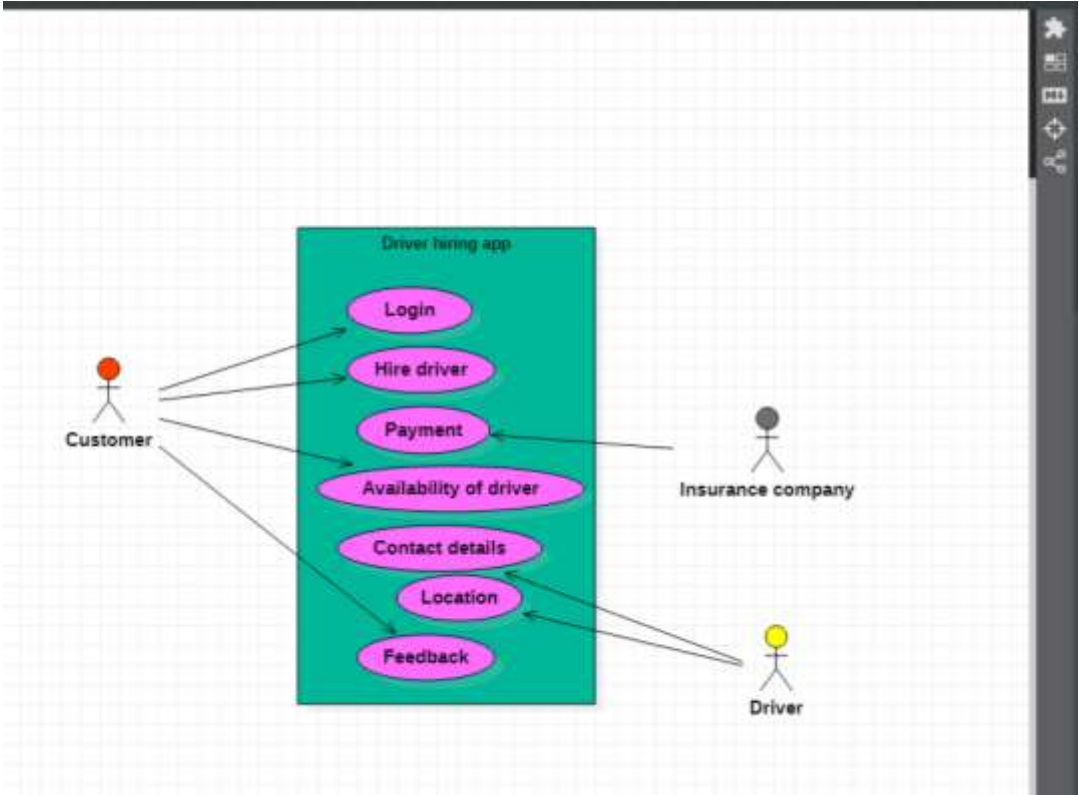 Driver hiring app
Login
Hire driver
Customer
Payment
Availability of driver
Insurance company
Contact details
Location
Feedback
Driver